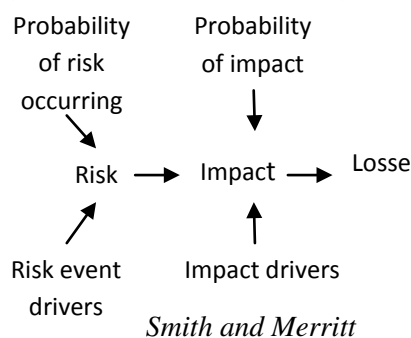 Probability
of risk
occurring
Probability
of impact
Risk
Impact
Losse
Risk event
drivers
Impact drivers
Smith and Merritt